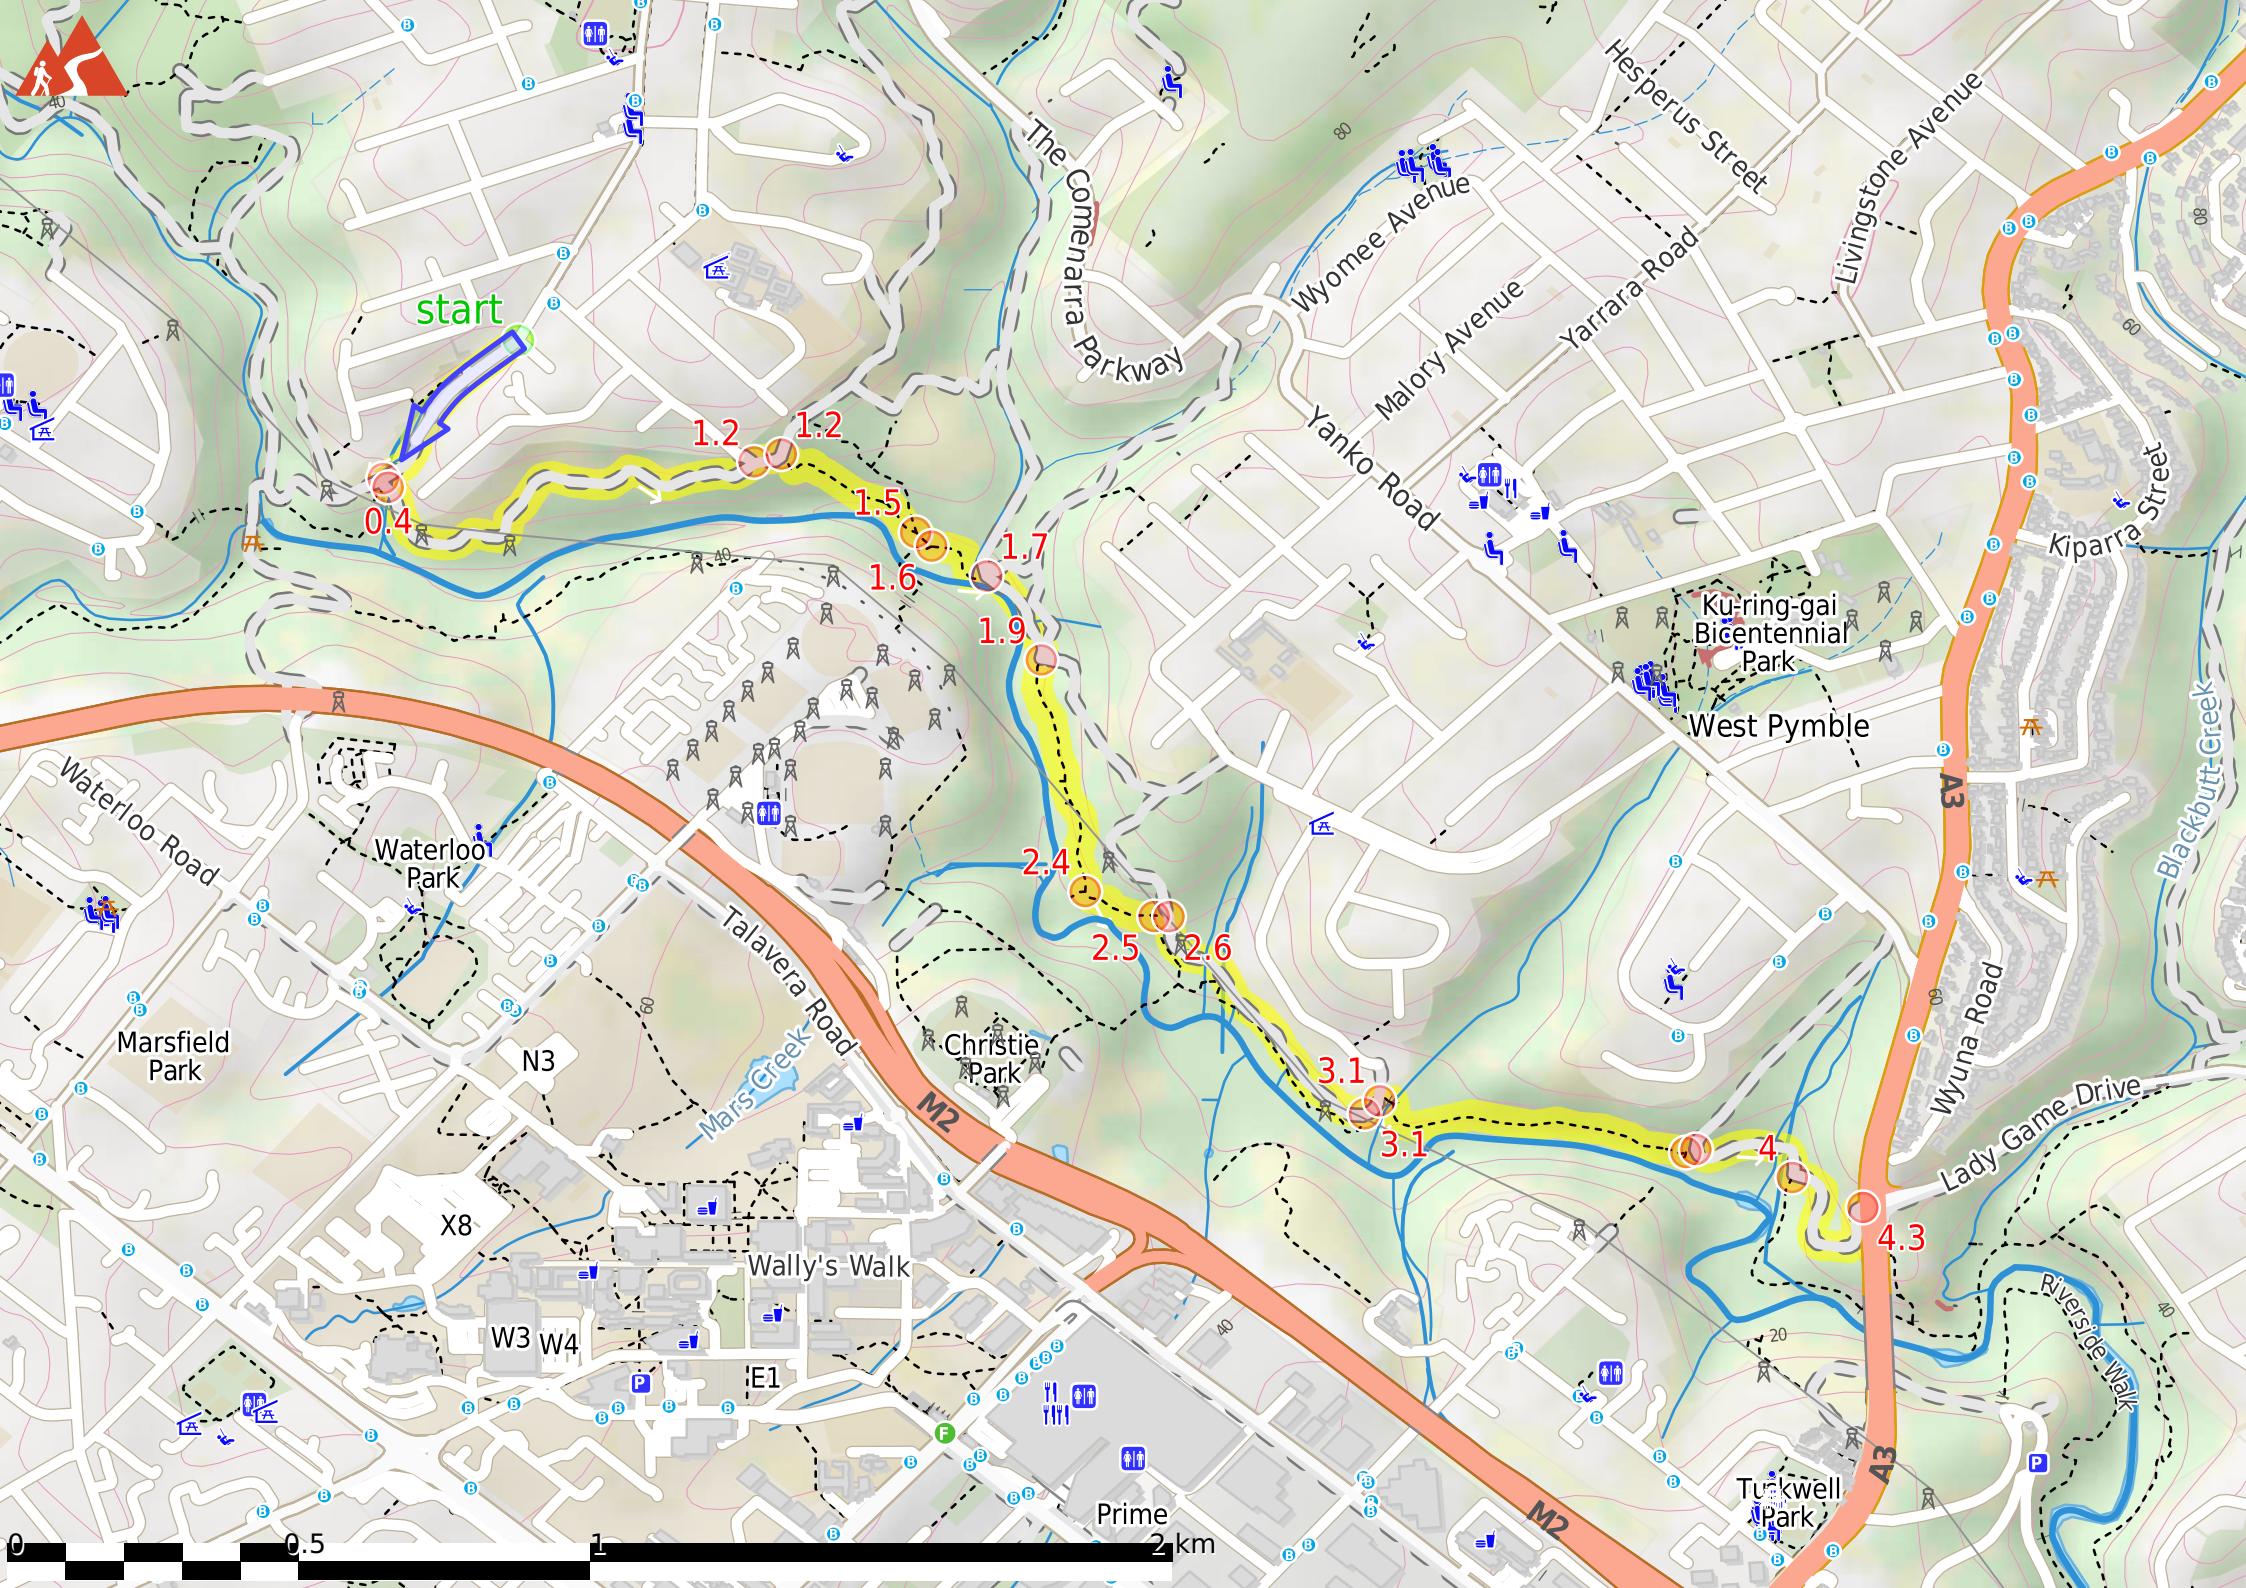 40
80
Hesperus Street
Livingstone Avenue
The Comenarra
Parkway
Wyomee Avenue
80
start
Malory Avenue
Yarrara Road
60
1.2
1.2
Yanko Road
1.5
0.4
40
1.6
1.7
1.9
Kiparra Street
Ku-ring-gai
Bicentennial
Park
West Pymble
A3
Blackbutt Creek
Waterloo Road
Waterloo
Park
2.4
2.5
2.6
Talavera Road
60
60
Marsfield
Park
N3
Mars Creek
Christie
Park
M2
3.1
3.1
4
4.3
Wyuna Road
Lady Game Drive
X8
Wally's Walk
W3
W4
E1
40
20
Riverside Walk
40
P
F
P
A3
Tuskwell
Park
Prime
M2
0
0.5
1
2 km